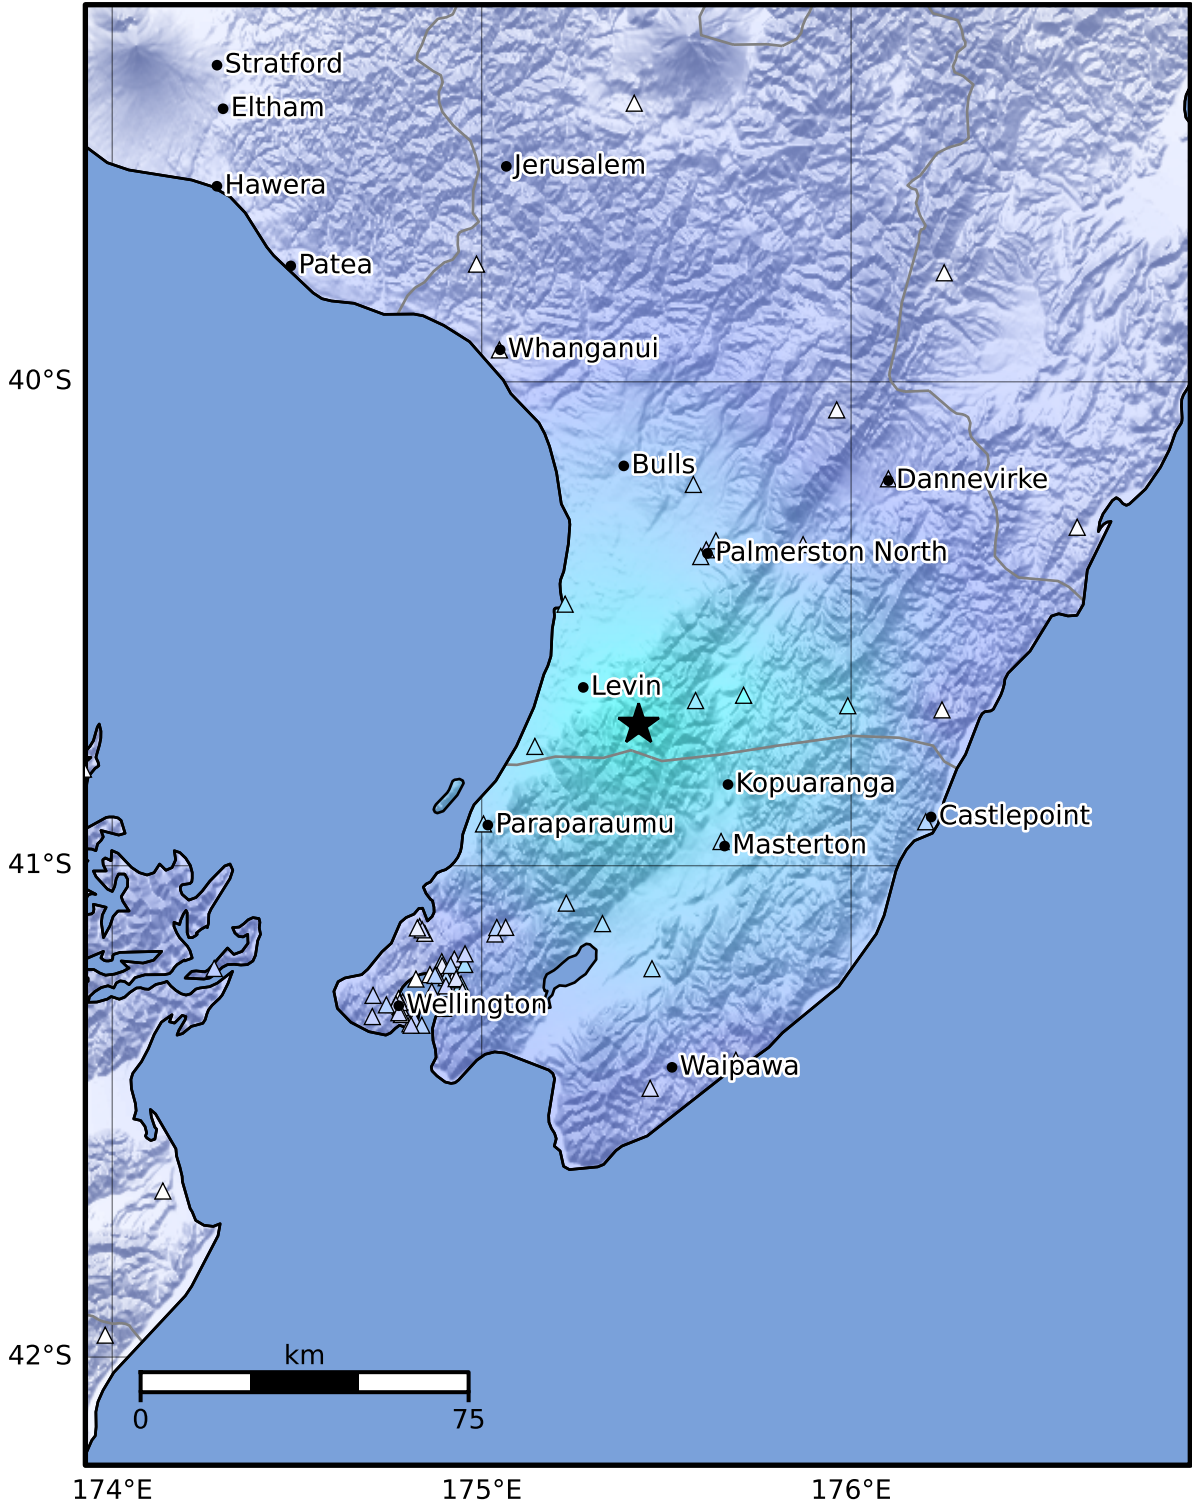 Stratford
Eltham
Jerusalem
Hawera
Patea
Whanganui
40°S
Bulls
Dannevirke
Palmerston North
Levin
Kopuaranga
Castlepoint
Paraparaumu
Masterton
41°S
Wellington
Waipawa
42°S
km
0 75
174°E 175°E 176°E